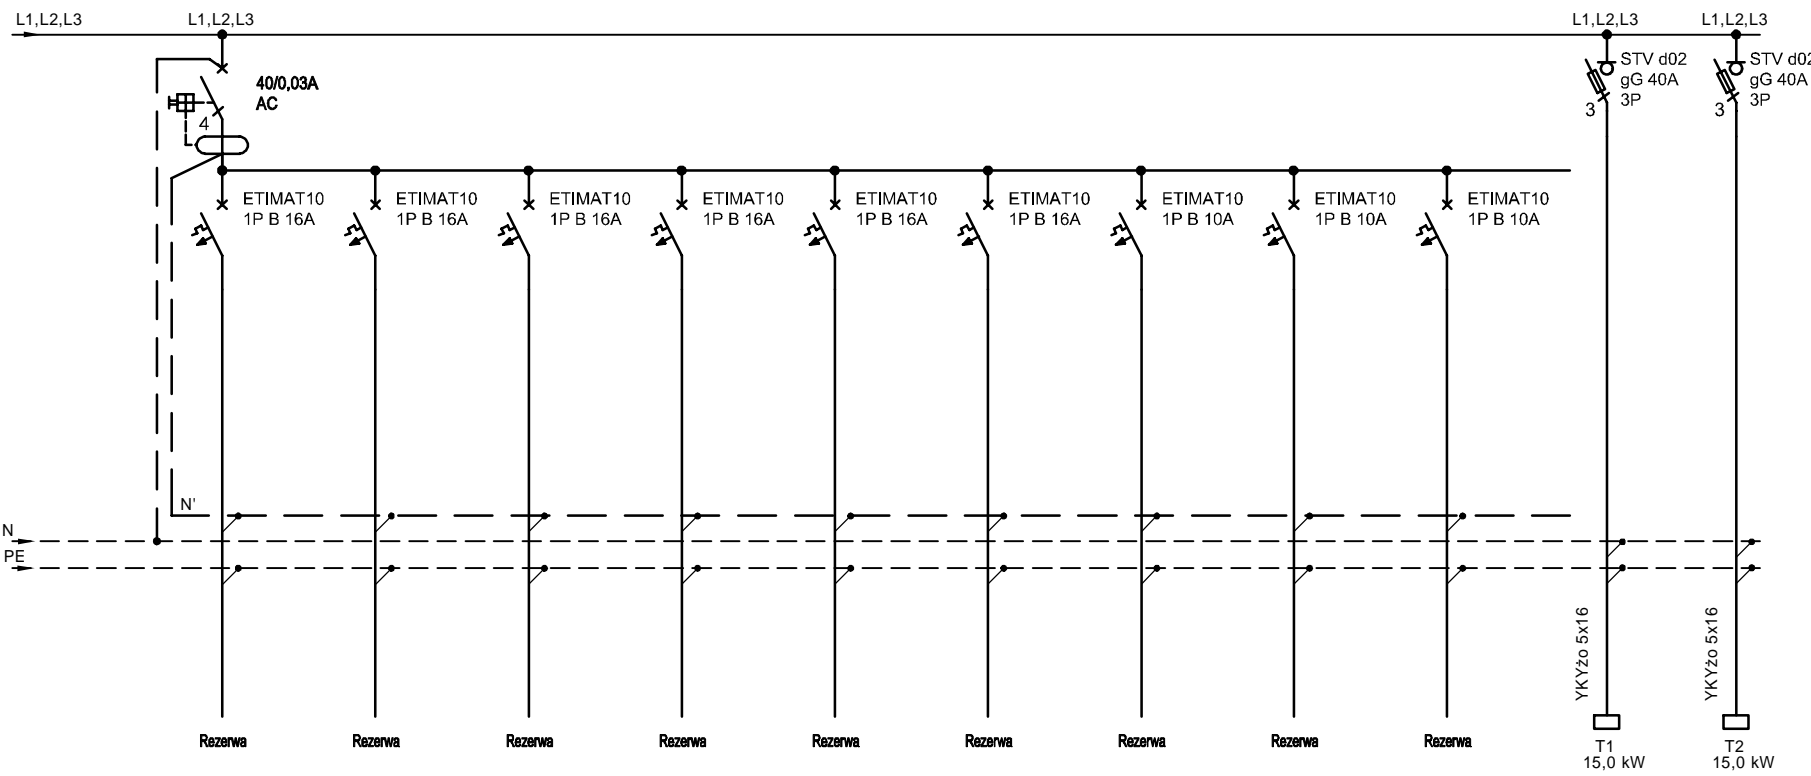 L1,L2,L3
L1,L2,L3
L1,L2,L3
L1,L2,L3
40/0,03A
AC
4
STV d02
gG 40A
3P
3
STV d02
gG 40A
3P
3
ETIMAT10
1P B 16A
ETIMAT10
1P B 16A
ETIMAT10
1P B 16A
ETIMAT10
1P B 16A
ETIMAT10
1P B 16A
ETIMAT10
1P B 16A
ETIMAT10
1P B 10A
ETIMAT10
1P B 10A
ETIMAT10
1P B 10A
N'
N
PE
YKYżo 5x16
YKYżo 5x16
Rezerwa
Rezerwa
Rezerwa
Rezerwa
Rezerwa
Rezerwa
Rezerwa
Rezerwa
Rezerwa
T1
15,0 kW
T2
15,0 kW